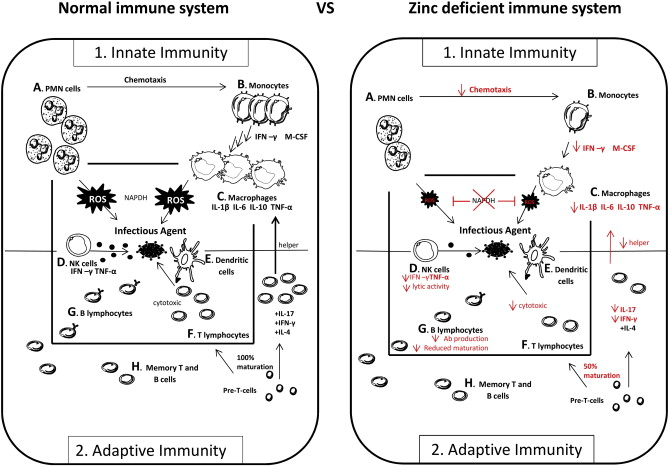 Normal immune system VS Zinc deficient immune system
1. Innate Immunity
A. PMN cells
Chemotaxis
B. Monocytes
IFN –γ M-CSF
ROS
NAPDH
ROS
C. Macrophages
IL-1β IL-6 IL-10 TNF-α
Infectious Agent
helper
D. NK cells
IFN –γ TNF-α
E. Dendritic
cells
cytotoxic
G. B lymphocytes
F. T lymphocytes
+IL-17
+IFN-γ
+IL-4
100%
maturation
H. Memory T and
B cells
Pre-T-cells
2. Adaptive Immunity
1. Innate Immunity
A. PMN cells
Chemotaxis
B. Monocytes
IFN –γ M-CSF
NAPDH
C. Macrophages
IL-1β IL-6 IL-10 TNF-α
Infectious Agent
helper
D. NK cells
IFN –γTNF-α
lytic activity
E. Dendritic
cells
cytotoxic
G. B lymphocytes
Ab production
Reduced maturation
F. T lymphocytes
IL-17
IFN-γ
+IL-4
50%
maturation
H. Memory T and
B cells
Pre-T-cells
2. Adaptive Immunity